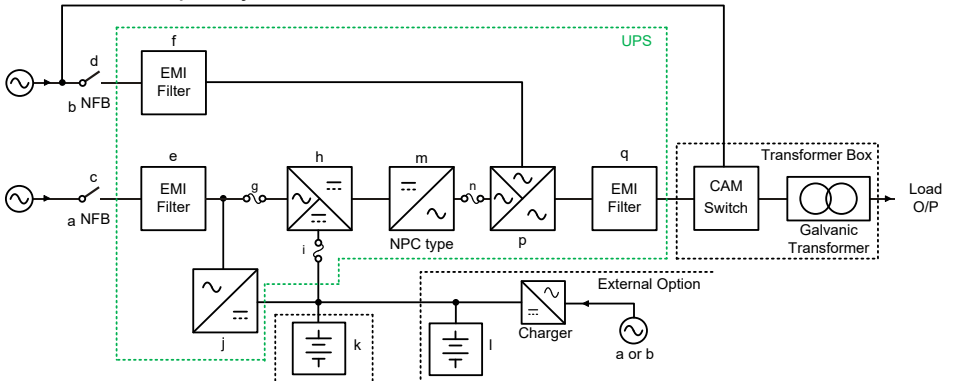 f
UPS
d
EMI
Filter
b NFB
e
h
m
q
Transformer Box
c
EMI
Filter
g
n
EMI
Filter
CAM
Switch
Load
O/P
a NFB
NPC type
p
Galvanic
Transformer
i
External Option
j
k
l
Charger
a or b